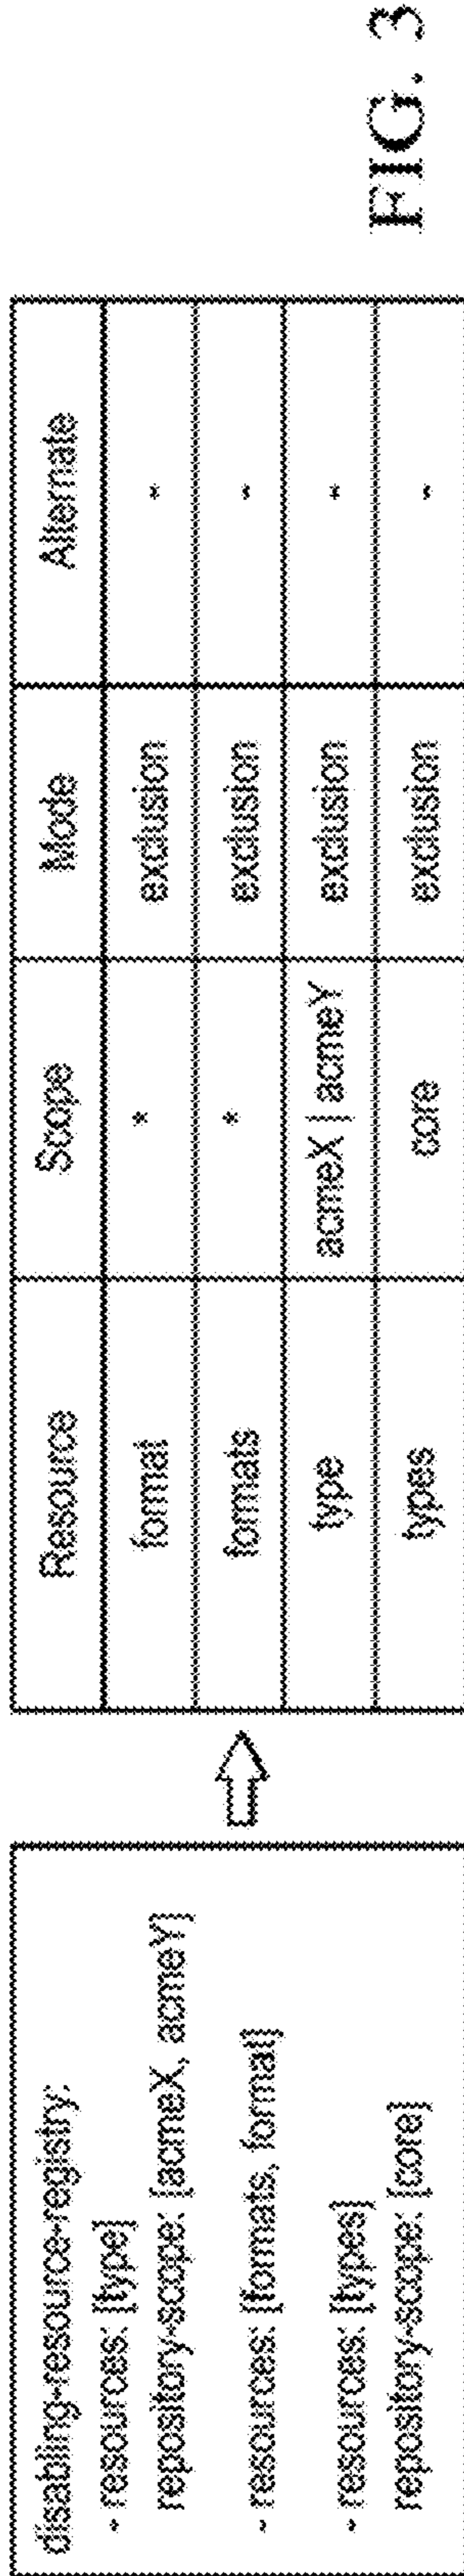 disabling-resource-registry:
- resources: [type]
repository-scope: [acmeX, acmeY]
- resources: [formats, format]
- resources: [types]
repository-scope: [core]
Resource Scope Mode Alternate
format * exclusion -
formats * exclusion -
type acmeX | acmeY exclusion -
types core exclusion -
FIG. 3